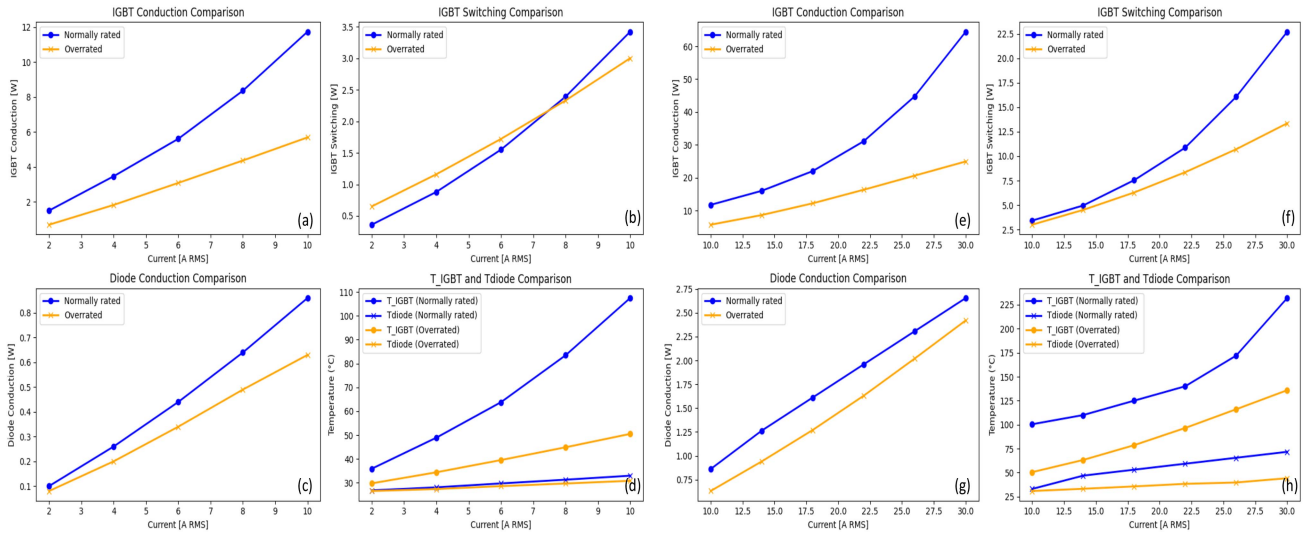 IGBT Conduction Comparison
Normally rated
Overrated
IGBT Conduction [W]
12
10
8
6
4
2
2 3 4 5 6 7 8 9 10
Current [A RMS]
(a)
IGBT Switching Comparison
Normally rated
Overrated
IGBT Switching [W]
3.5
3.0
2.5
2.0
1.5
1.0
0.5
2 3 4 5 6 7 8 9 10
Current [A RMS]
(b)
IGBT Conduction Comparison
Normally rated
Overrated
IGBT Conduction [W]
60
50
40
30
20
10
10.0 12.5 15.0 17.5 20.0 22.5 25.0 27.5 30.0
Current [A RMS]
(e)
IGBT Switching Comparison
Normally rated
Overrated
IGBT Switching [W]
22.5
20.0
17.5
15.0
12.5
10.0
7.5
5.0
2.5
10.0 12.5 15.0 17.5 20.0 22.5 25.0 27.5 30.0
Current [A RMS]
(f)
Diode Conduction Comparison
Normally rated
Overrated
Diode Conduction [W]
0.8
0.7
0.6
0.5
0.4
0.3
0.2
0.1
2 3 4 5 6 7 8 9 10
Current [A RMS]
(c)
T_IGBT and Tdiode Comparison
T_IGBT (Normally rated)
Tdiode (Normally rated)
T_IGBT (Overrated)
Tdiode (Overrated)
Temperature (°C)
110
100
90
80
70
60
50
40
30
2 3 4 5 6 7 8 9 10
Current [A RMS]
(d)
Diode Conduction Comparison
Normally rated
Overrated
Diode Conduction [W]
2.75
2.50
2.25
2.00
1.75
1.50
1.25
1.00
0.75
10.0 12.5 15.0 17.5 20.0 22.5 25.0 27.5 30.0
Current [A RMS]
(g)
T_IGBT and Tdiode Comparison
T_IGBT (Normally rated)
Tdiode (Normally rated)
T_IGBT (Overrated)
Tdiode (Overrated)
Temperature (°C)
225
200
175
150
125
100
75
50
25
10.0 12.5 15.0 17.5 20.0 22.5 25.0 27.5 30.0
Current [A RMS]
(h)